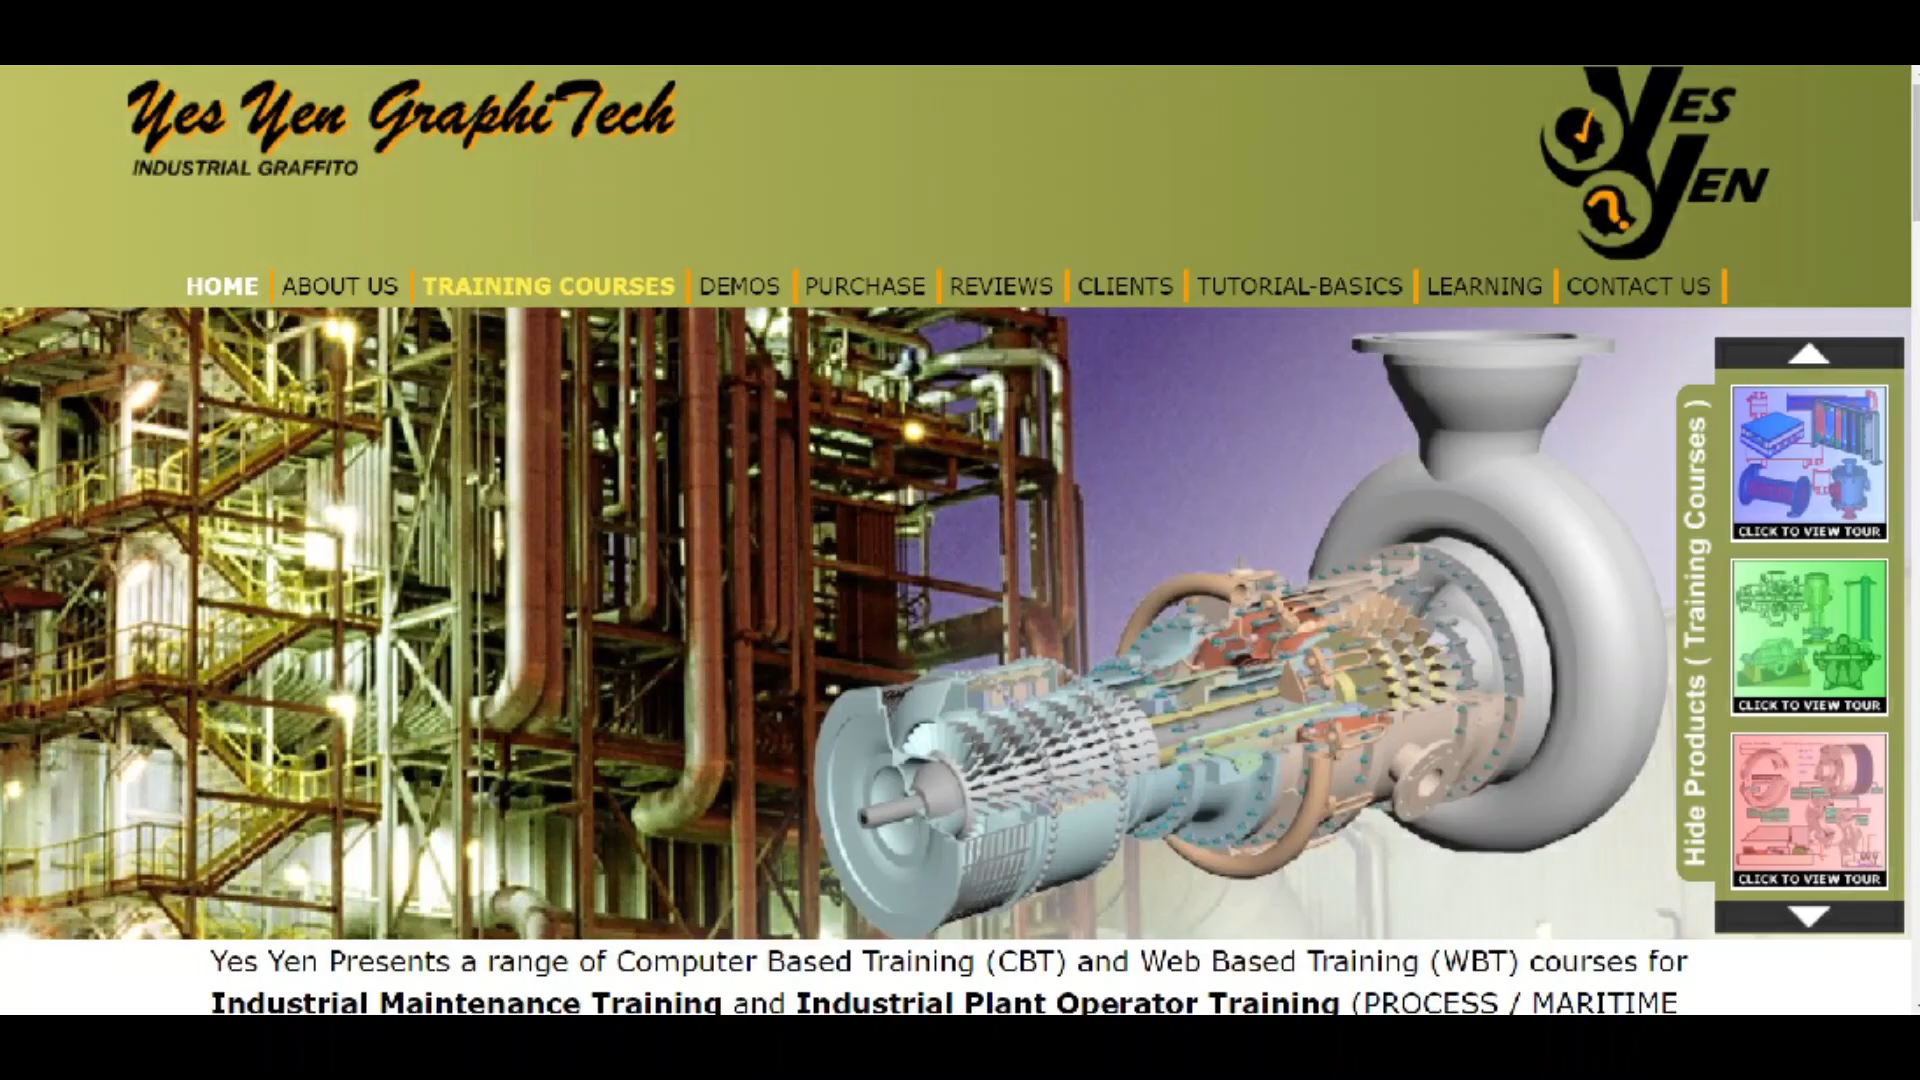 Yes Yen GraphiTech
INDUSTRIAL GRAFFITO
YES
YEN
HOME ABOUT US TRAINING COURSES DEMOS PURCHASE REVIEWS CLIENTS TUTORIAL-BASICS LEARNING CONTACT US
Hide Products ( Training Courses )
CLICK TO VIEW TOUR
CLICK TO VIEW TOUR
CLICK TO VIEW TOUR
Yes Yen Presents a range of Computer Based Training (CBT) and Web Based Training (WBT) courses for
Industrial Maintenance Training and Industrial Plant Operator Training (PROCESS / MARITIME